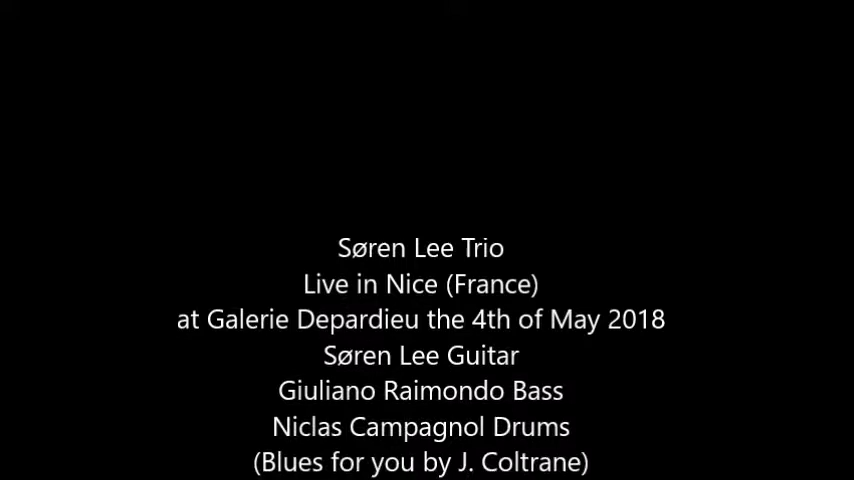 Søren Lee Trio
Live in Nice (France)
at Galerie Depardieu the 4th of May 2018
Søren Lee Guitar
Giuliano Raimondo Bass
Niclas Campagnol Drums
(Blues for you by J. Coltrane)